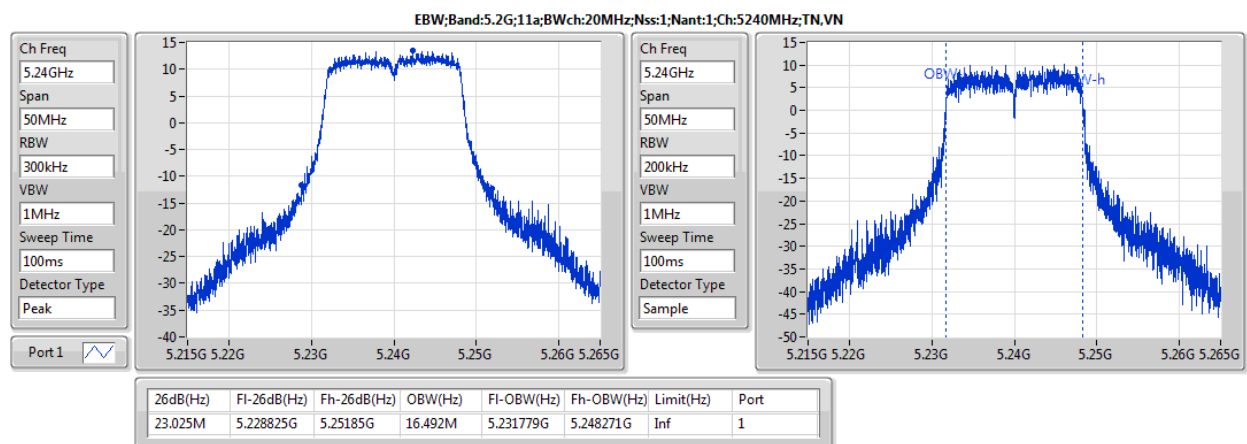 EBW;Band:5.2G;11a;BWch:20MHz;Nss:1;Nant:1;Ch:5240MHz;TN,VN
Ch Freq
5.24GHz
Span
50MHz
RBW
300kHz
VBW
1MHz
Sweep Time
100ms
Detector Type
Peak
Port 1
15
10
5
0
-5
-10
-15
-20
-25
-30
-35
-40
5.215G 5.22G 5.23G 5.24G 5.25G 5.26G 5.265G
Ch Freq
5.24GHz
Span
50MHz
RBW
200kHz
VBW
1MHz
Sweep Time
100ms
Detector Type
Sample
15
10
5
0
-5
-10
-15
-20
-25
-30
-35
-40
-45
-50
5.215G 5.22G 5.23G 5.24G 5.25G 5.26G 5.265G
26dB(Hz) Fl-26dB(Hz) Fh-26dB(Hz) OBW(Hz) Fl-OBW(Hz) Fh-OBW(Hz) Limit(Hz) Port
23.025M 5.228825G 5.25185G 16.492M 5.231779G 5.248271G Inf 1